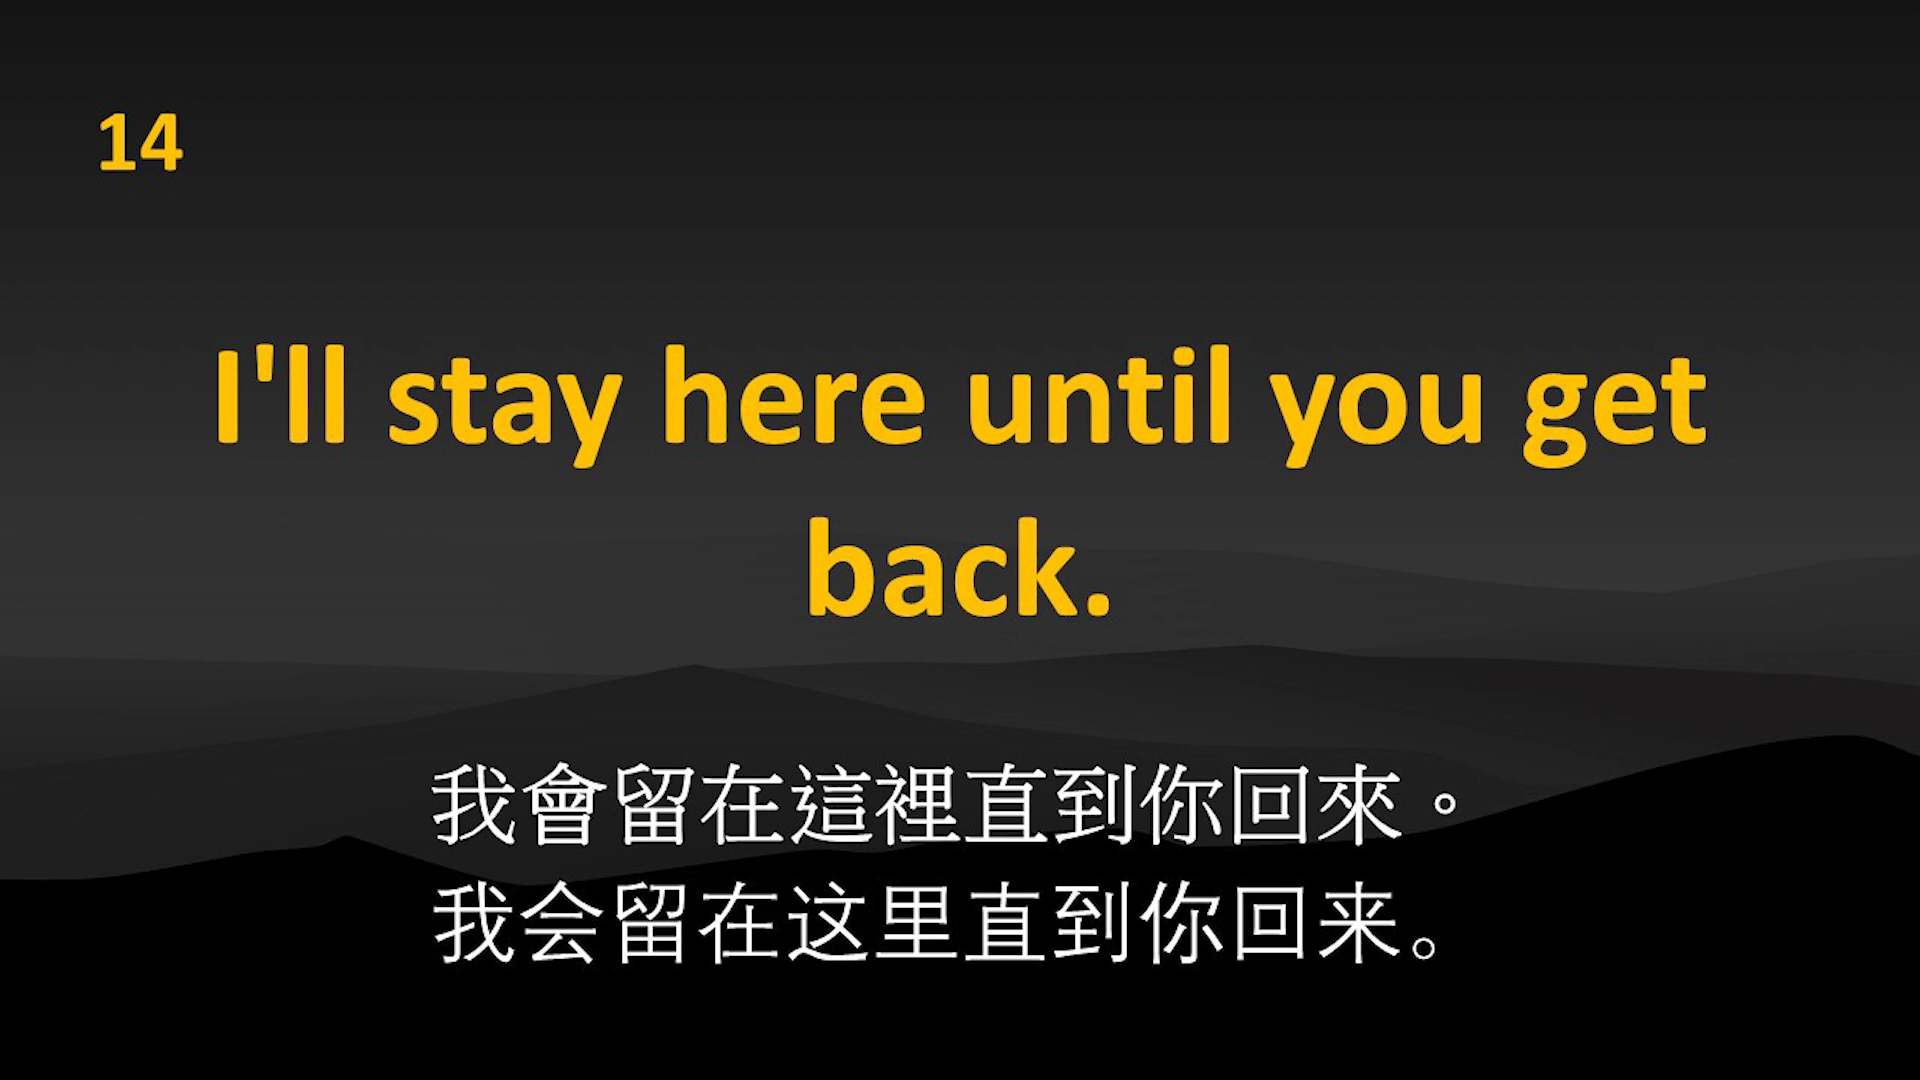 14
I'll stay here until you get
back.
我會留在這裡直到你回來。
我会留在这里直到你回来。